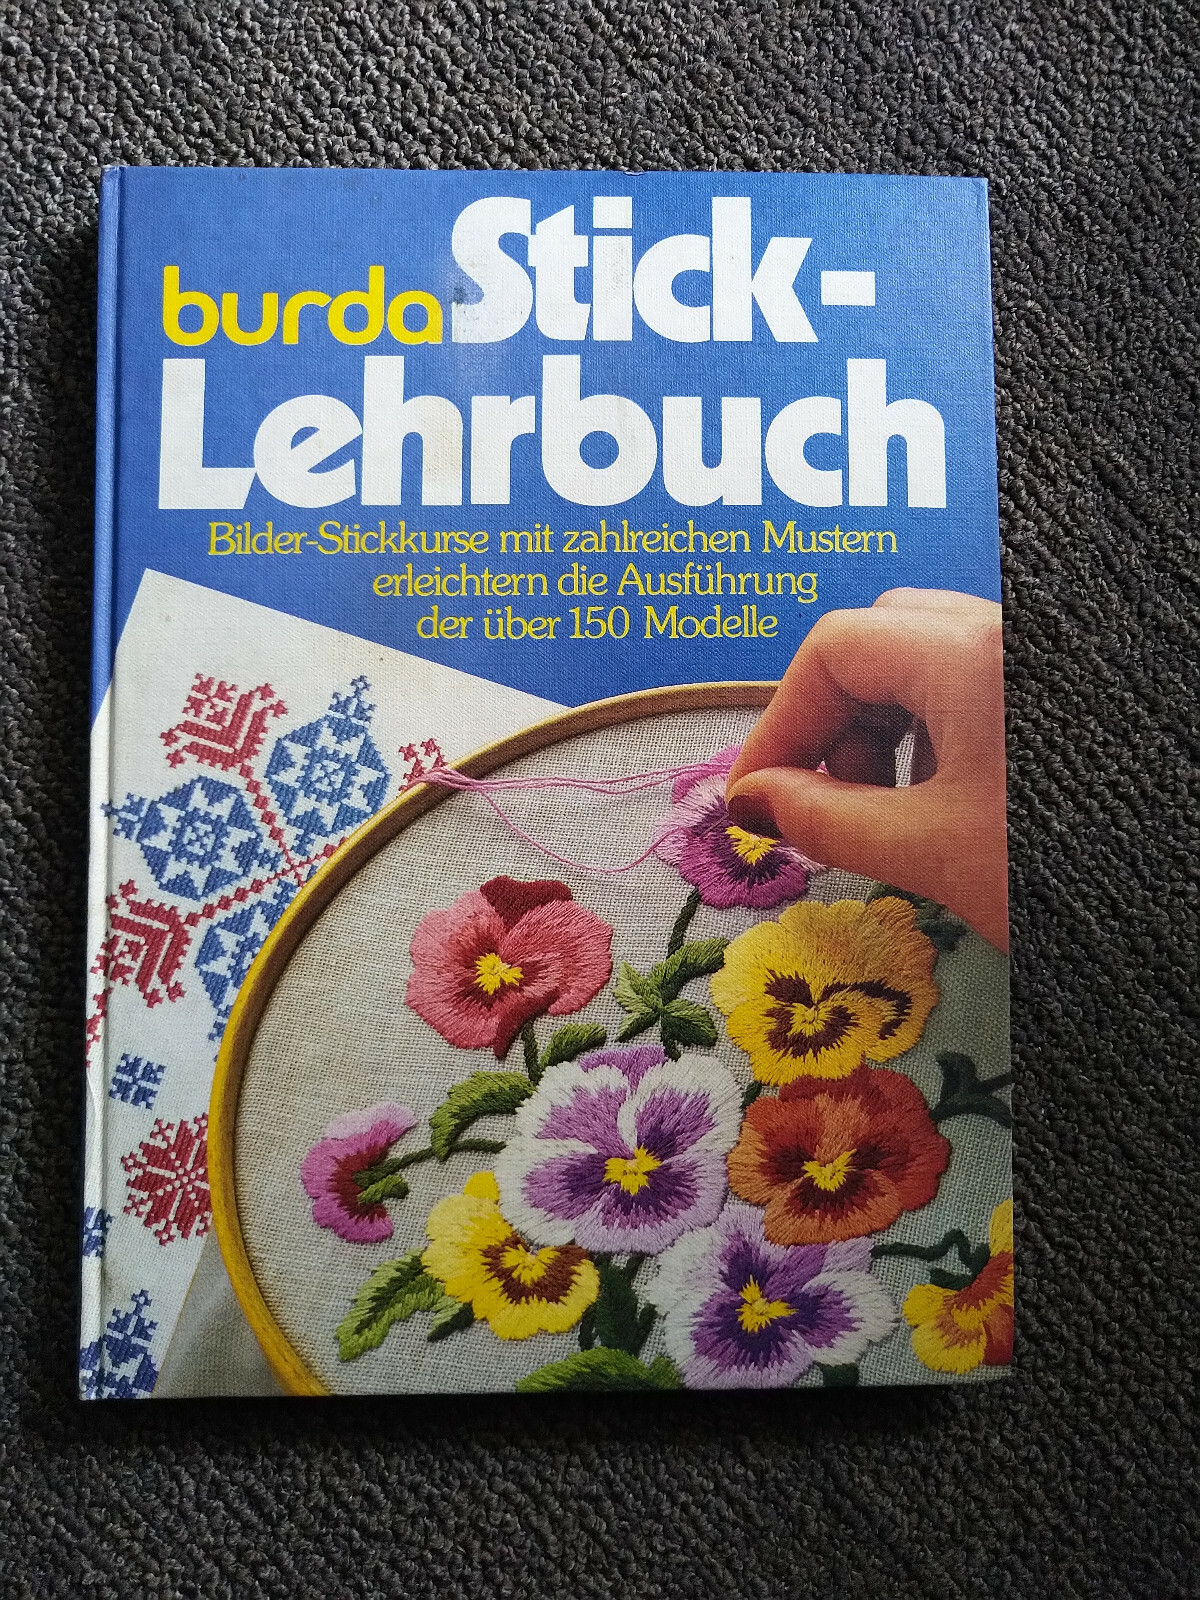 burda Stick-
Lehrbuch
Bilder-Stickkurse mit zahlreichen Mustern
erleichtern die Ausführung
der über 150 Modelle